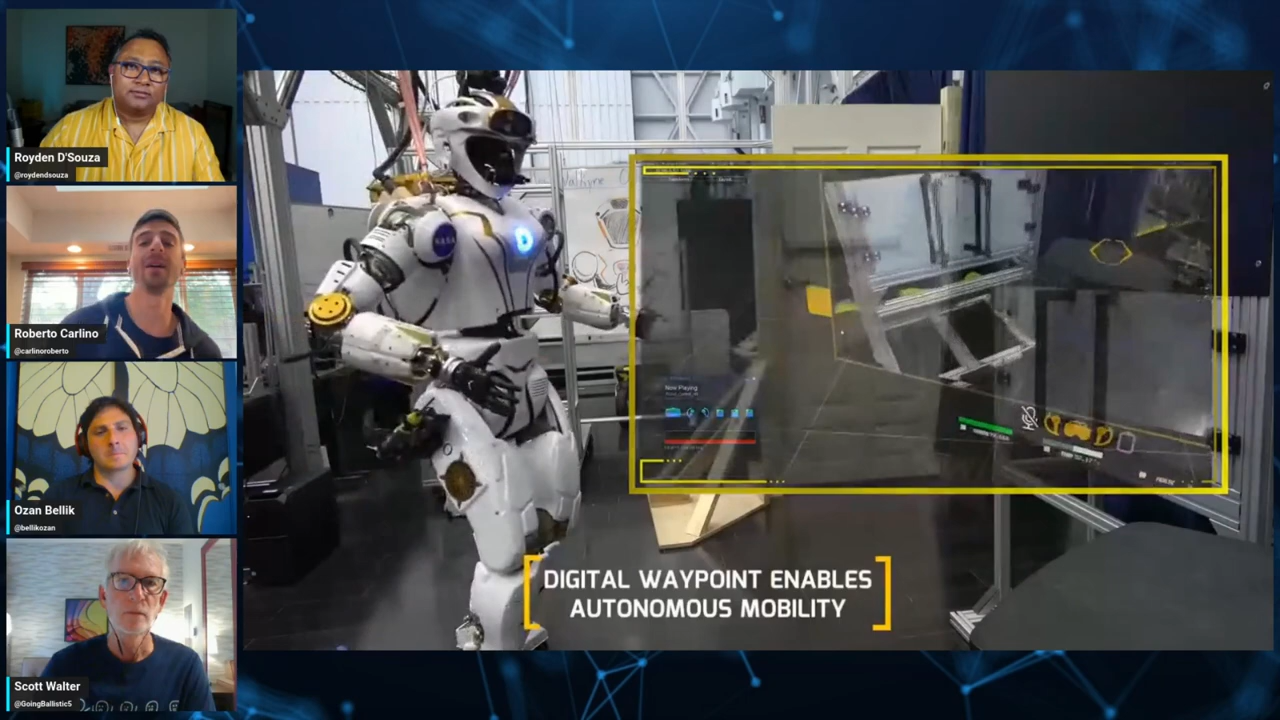 Royden D'Souza
@roydendsouza
Roberto Carlino
@carlinoroberto
Ozan Bellik
@bellikozan
Scott Walter
@GoingBallistic5
NASA
Now Playing
DIGITAL WAYPOINT ENABLES
AUTONOMOUS MOBILITY